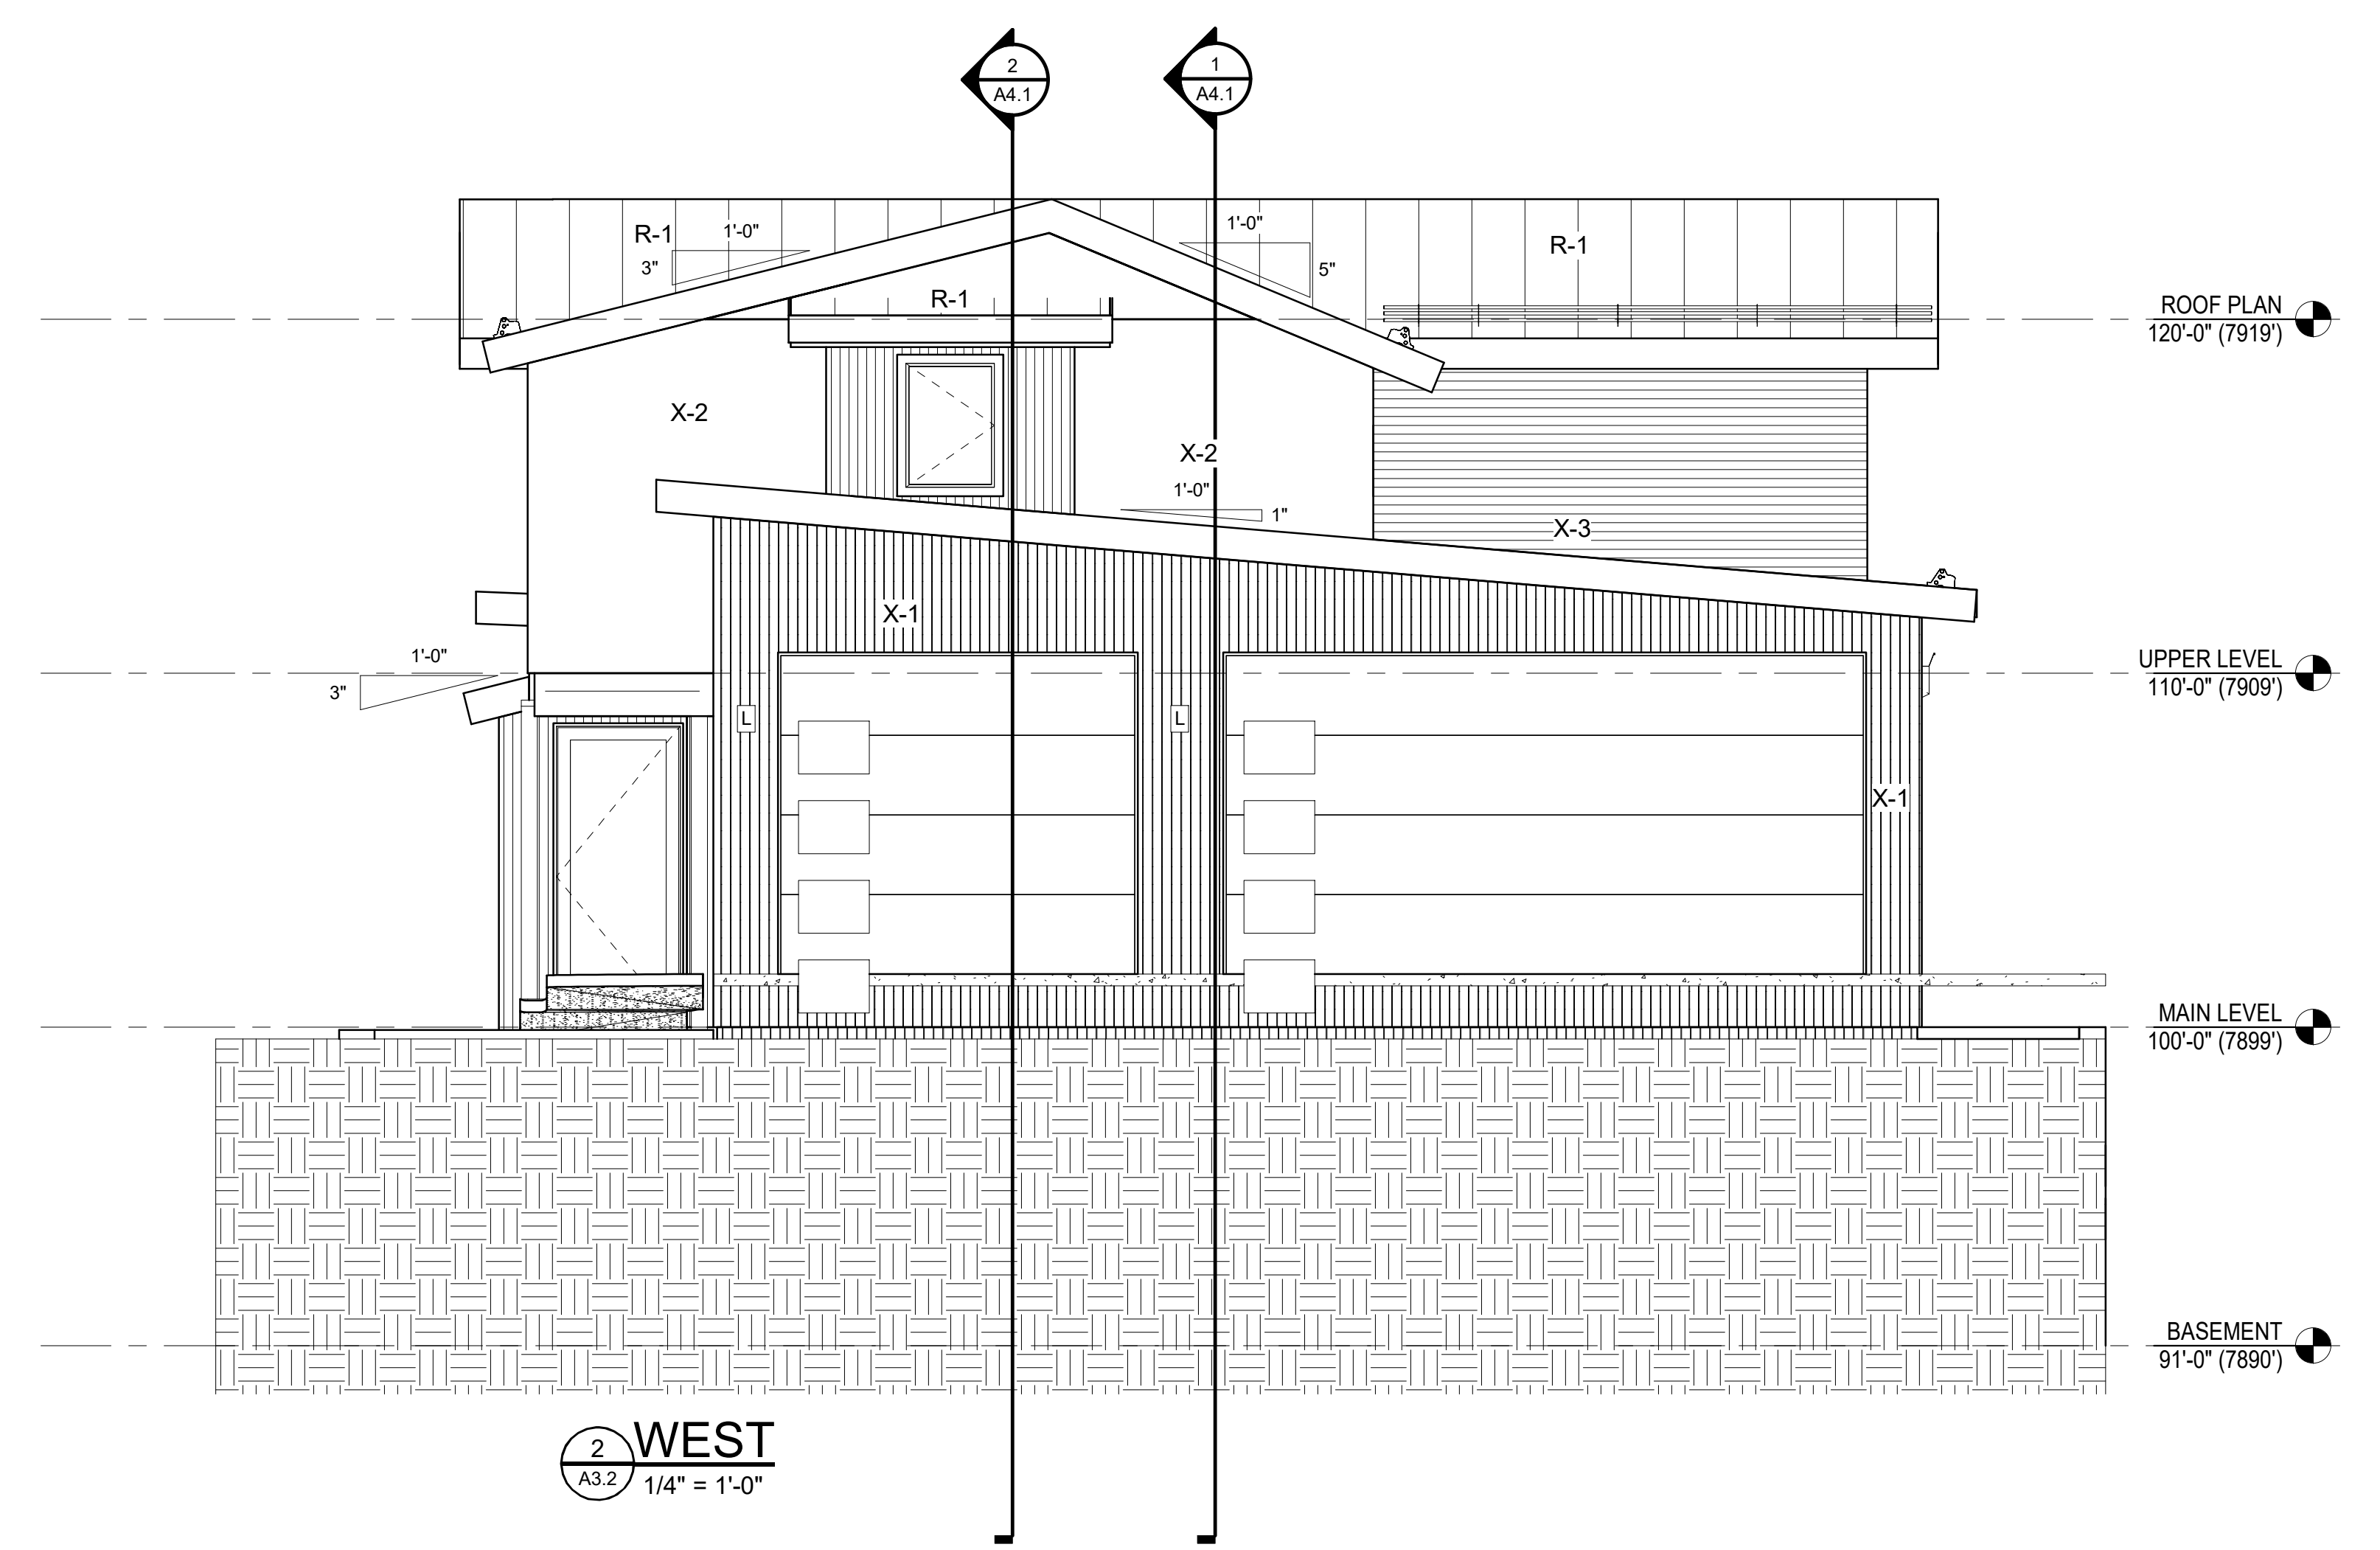 2
A4.1
1
A4.1
R-1
1'-0"
3"
1'-0"
5"
R-1
R-1
ROOF PLAN
120'-0" (7919')
X-2
X-2
1'-0"
1"
X-3
X-1
1'-0"
3"
UPPER LEVEL
110'-0" (7909')
L
L
X-1
MAIN LEVEL
100'-0" (7899')
BASEMENT
91'-0" (7890')
2
A3.2
WEST
1/4" = 1'-0"